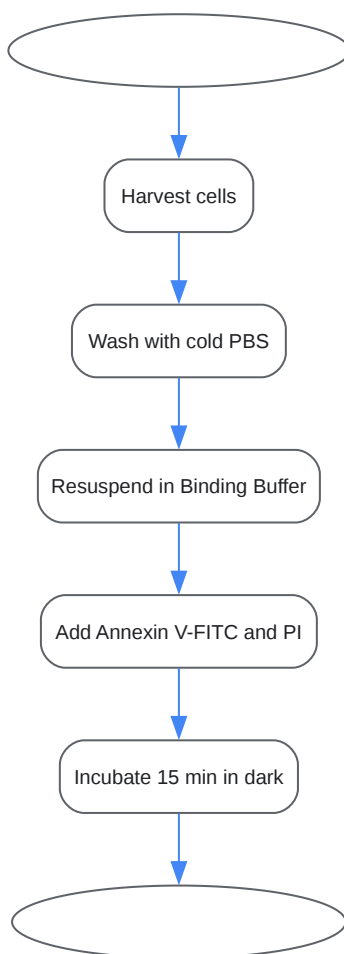 Harvest cells
Wash with cold PBS
Resuspend in Binding Buffer
Add Annexin V-FITC and PI
Incubate 15 min in dark